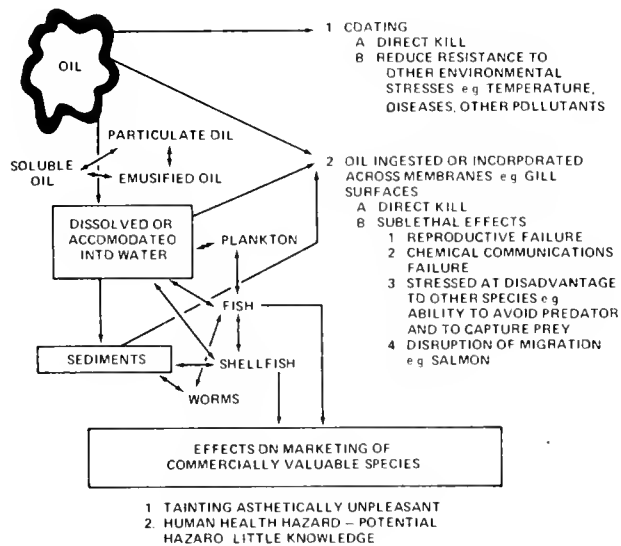 OIL
1 COATING
A DIRECT KILL
B REDUCE RESISTANCE TO
OTHER ENVIRONMENTAL
STRESSES e g TEMPERATURE,
DISEASES, OTHER POLLUTANTS
PARTICULATE OIL
SOLUBLE
OIL
EMUSIFIED OIL
2 OIL INGESTED OR INCORPORATED
ACROSS MEMBRANES e g GILL
SURFACES
A DIRECT KILL
B SUBLETHAL EFFECTS
1 REPRODUCTIVE FAILURE
2 CHEMICAL COMMUNICATIONS
FAILURE
3 STRESSED AT DISADVANTAGE
TO OTHER SPECIES e g
ABILITY TO AVOID PREDATOR
AND TO CAPTURE PREY
4 DISRUPTION OF MIGRATION
e g SALMON
DISSOLVED OR
ACCOMODATED
INTO WATER
PLANKTON
FISH
SEDIMENTS
SHELLFISH
WORMS
EFFECTS ON MARKETING OF
COMMERCIALLY VALUABLE SPECIES
1 TAINTING ASTHETICALLY UNPLEASANT
2. HUMAN HEALTH HAZARD – POTENTIAL
HAZARD LITTLE KNOWLEDGE